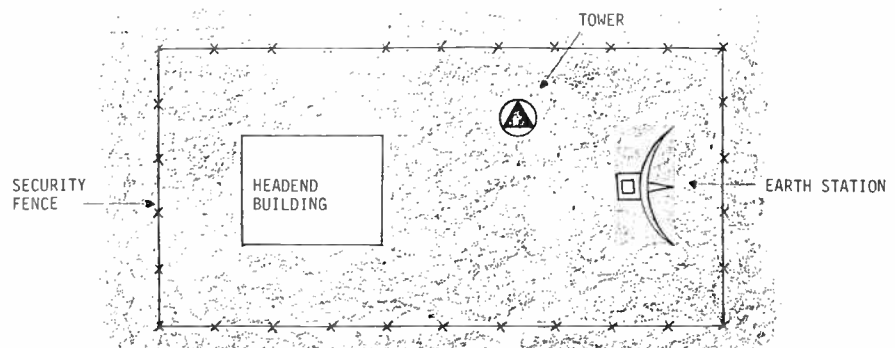 TOWER
SECURITY
FENCE
HEADEND
BUILDING
EARTH STATION